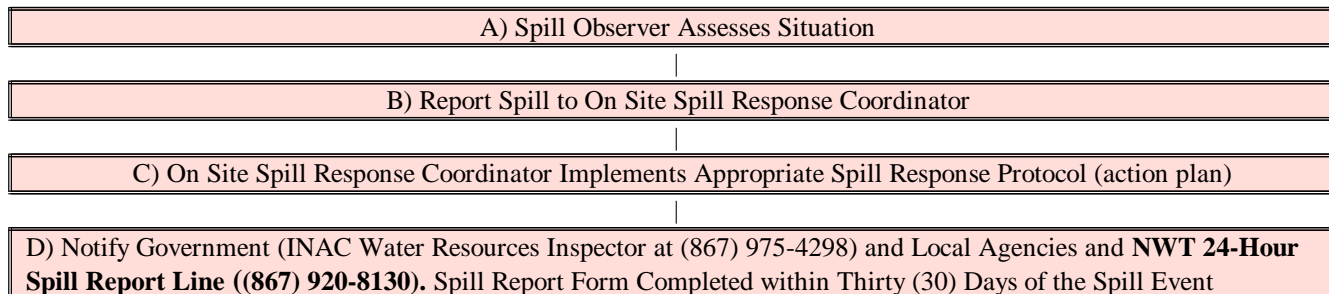 A) Spill Observer Assesses Situation
B) Report Spill to On Site Spill Response Coordinator
C) On Site Spill Response Coordinator Implements Appropriate Spill Response Protocol (action plan)
D) Notify Government (INAC Water Resources Inspector at (867) 975-4298) and Local Agencies and NWT 24-Hour
Spill Report Line ((867) 920-8130). Spill Report Form Completed within Thirty (30) Days of the Spill Event